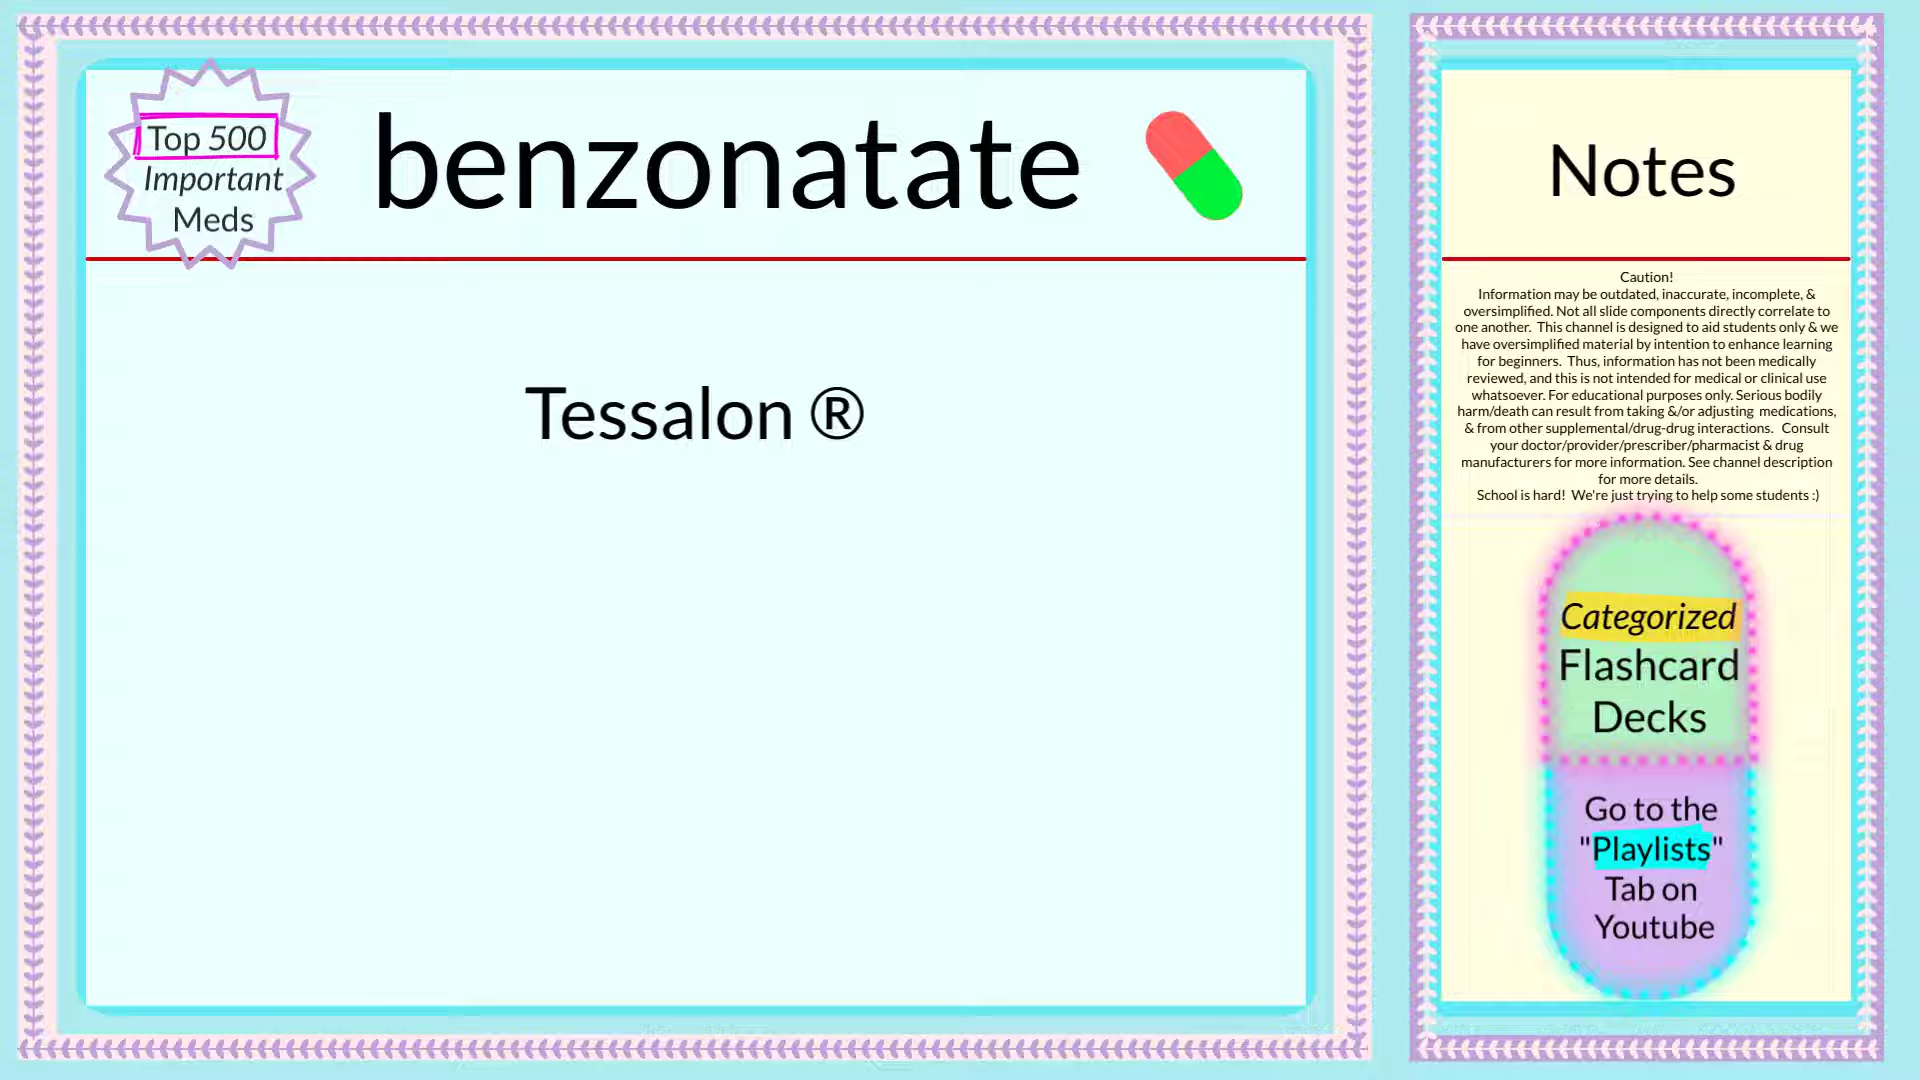 Top 500
Important
Meds
benzonatate
Tessalon ®
Notes
Caution!
Information may be outdated, inaccurate, incomplete, &
oversimplified. Not all slide components directly correlate to
one another. This channel is designed to aid students only & we
have oversimplified material by intention to enhance learning
for beginners. Thus, information has not been medically
reviewed, and this is not intended for medical or clinical use
whatsoever. For educational purposes only. Serious bodily
harm/death can result from taking &/or adjusting medications,
& from other supplemental/drug-drug interactions. Consult
your doctor/provider/prescriber/pharmacist & drug
manufacturers for more information. See channel description
for more details.
School is hard! We're just trying to help some students :)
Categorized
Flashcard
Decks
Go to the
"Playlists"
Tab on
Youtube